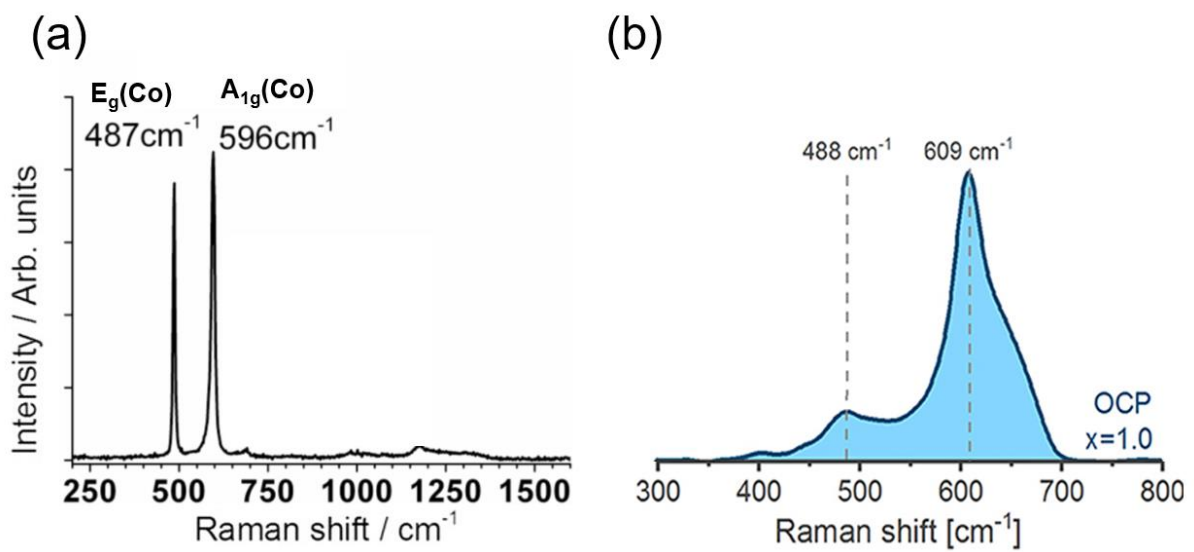 (a)
E_g(Co) A_1g(Co)
487cm⁻¹ 596cm⁻¹
Intensity / Arb. units
250 500 750 1000 1250 1500
Raman shift / cm⁻¹
(b)
488 cm⁻¹ 609 cm⁻¹
OCP
x=1.0
300 400 500 600 700 800
Raman shift [cm⁻¹]